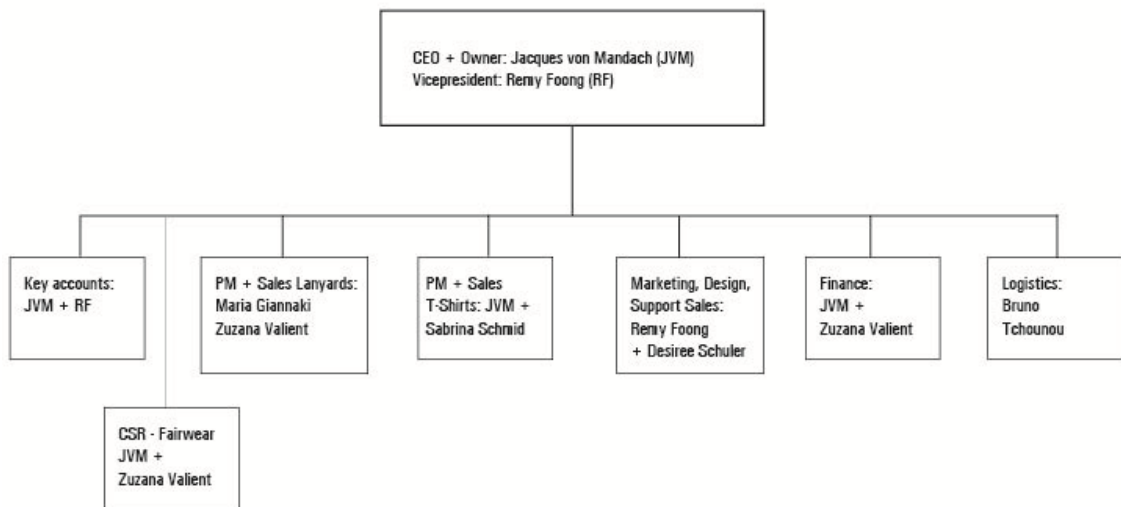 CEO + Owner: Jacques von Mandach (JVM)
Vicepresident: Remy Foong (RF)
Key accounts:
JVM + RF
PM + Sales Lanyards:
Maria Giannaki
Zuzana Valient
PM + Sales
T-Shirts: JVM +
Sabrina Schmid
Marketing, Design,
Support Sales:
Remy Foong
+ Desiree Schuler
Finance:
JVM +
Zuzana Valient
Logistics:
Bruno
Tchounou
CSR - Fairwear
JVM +
Zuzana Valient